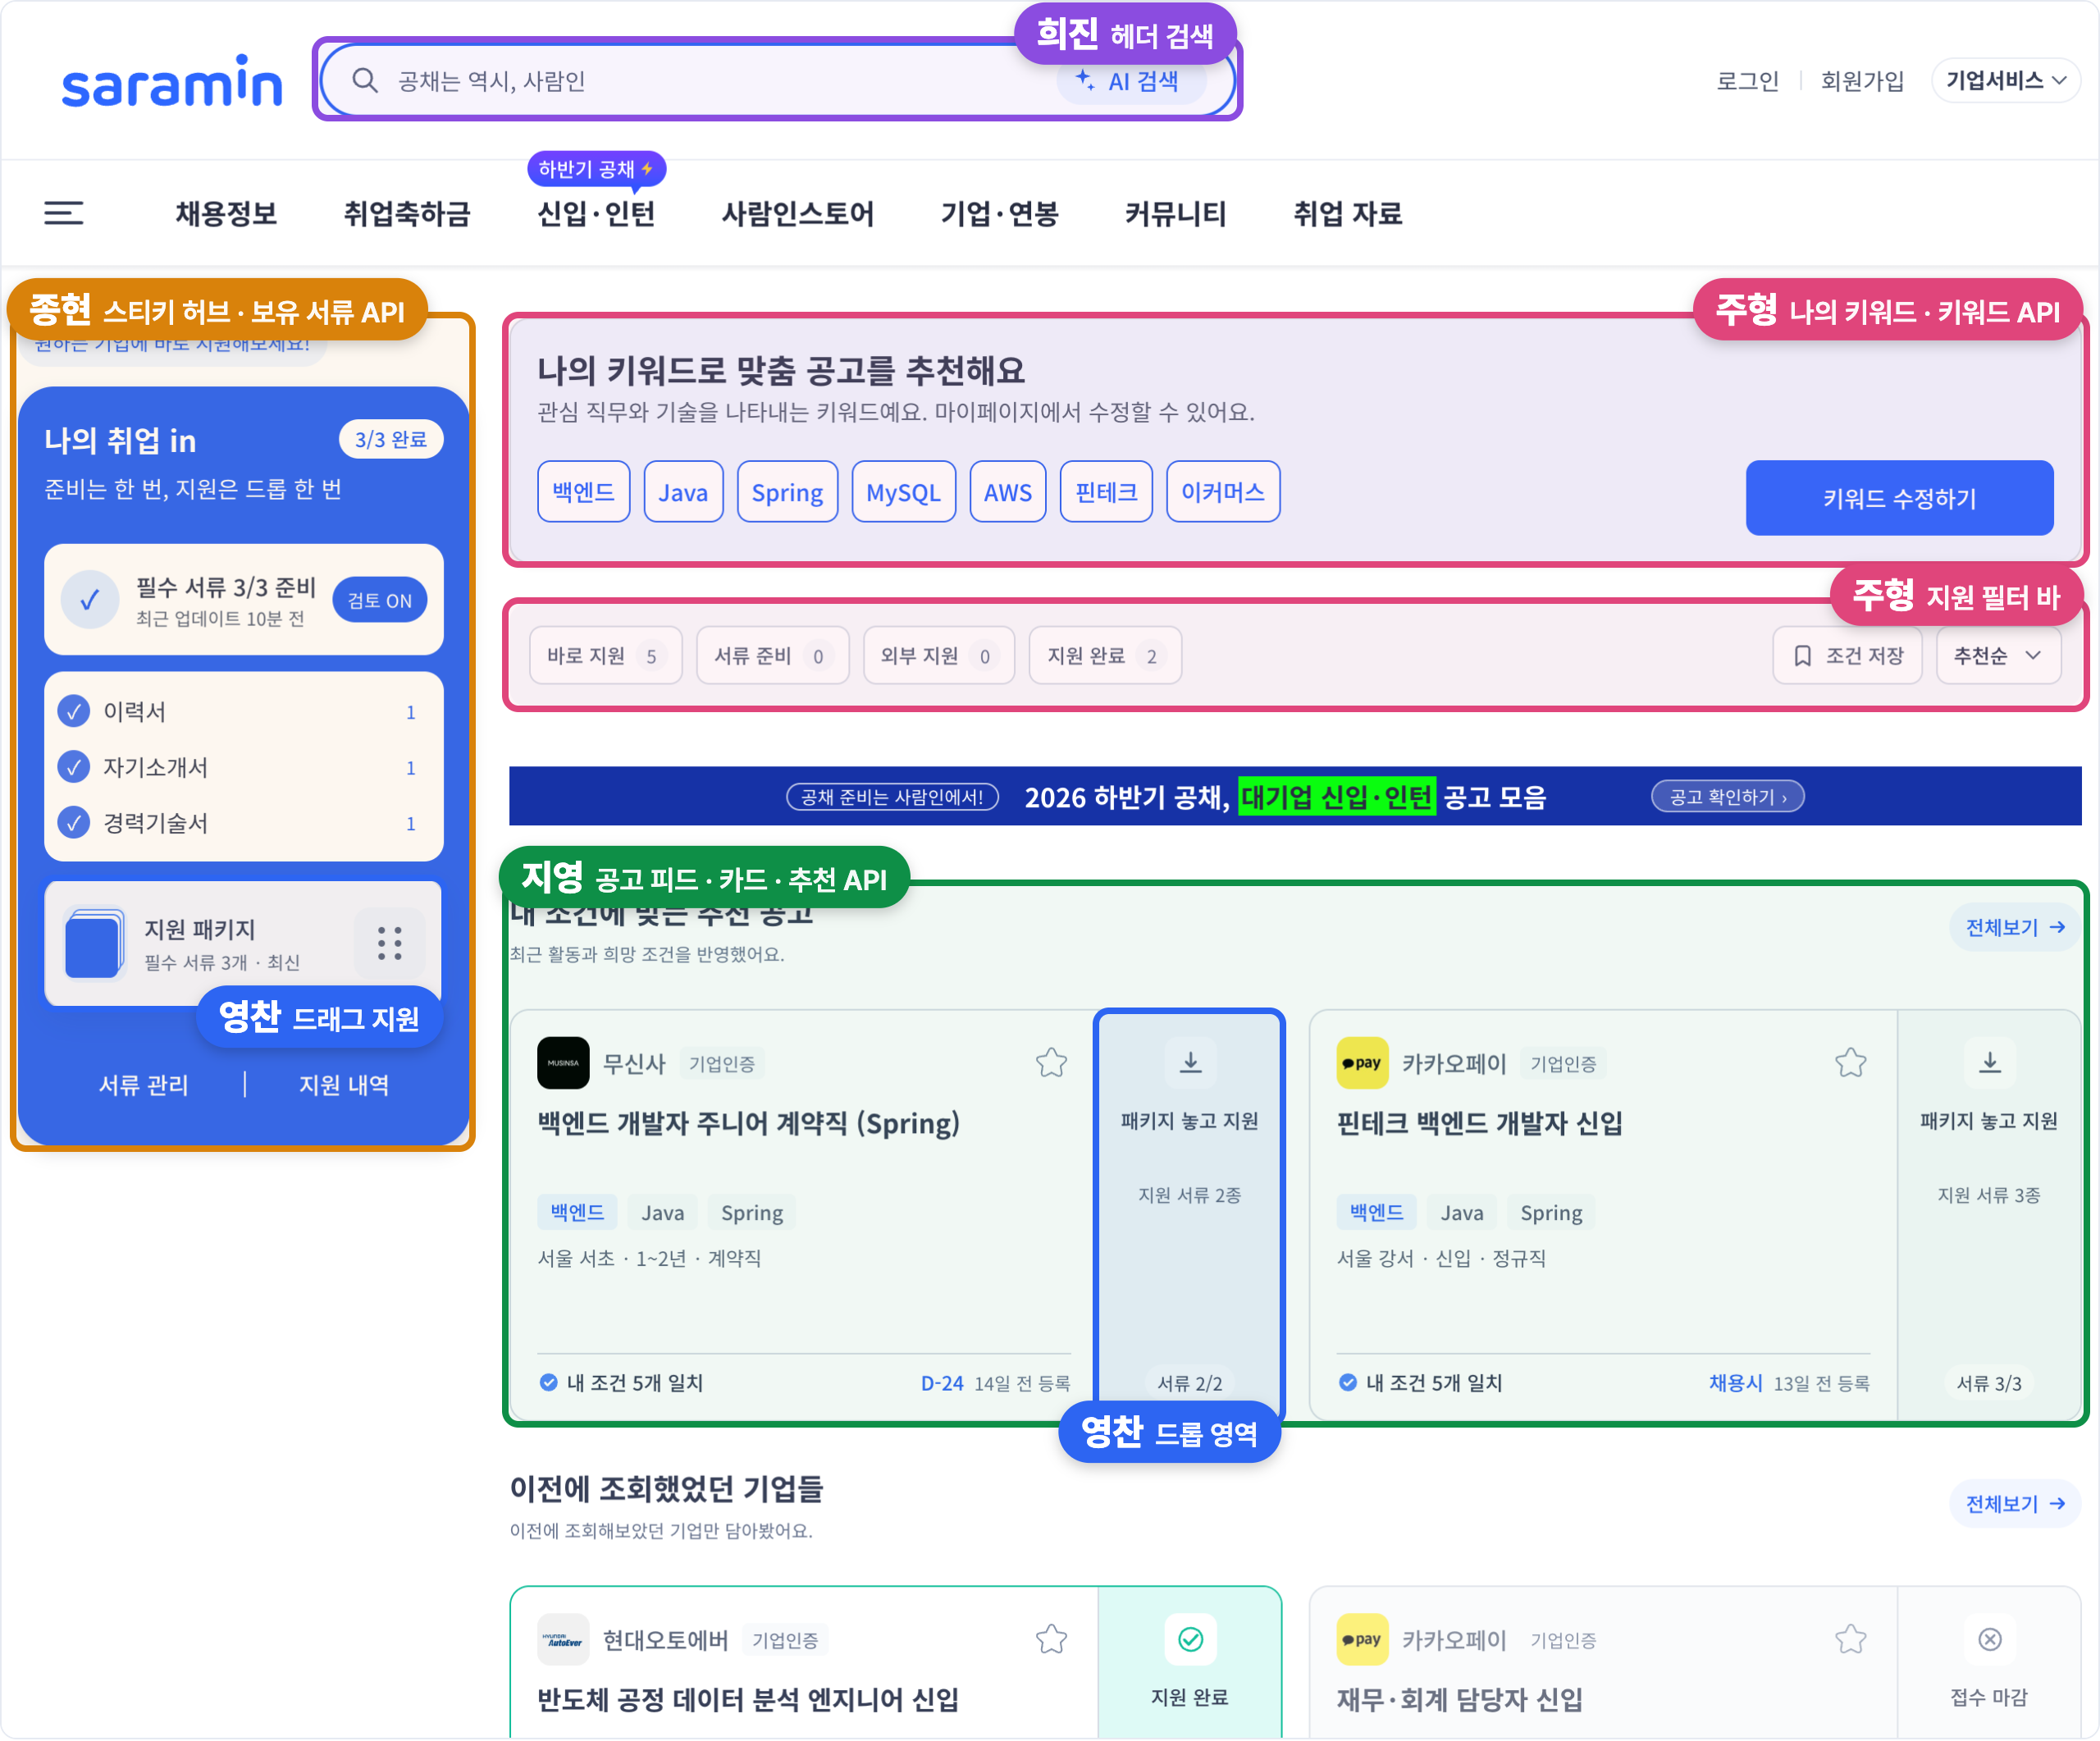 희진 헤더 검색
saramin
공채는 역시, 사람인
AI 검색
로그인
회원가입
기업서비스
하반기 공채
채용정보
취업축하금
신입·인턴
사람인스토어
기업·연봉
커뮤니티
취업 자료
종현 스티키 허브 · 보유 서류 API
원하는 기업에 바로 지원해보세요!
나의 취업 in
3/3 완료
준비는 한 번, 지원은 드롭 한 번
필수 서류 3/3 준비
최근 업데이트 10분 전
검토 ON
이력서 1
자기소개서 1
경력기술서 1
지원 패키지
필수 서류 3개 · 최신
영찬 드래그 지원
서류 관리
지원 내역
주형 나의 키워드 · 키워드 API
나의 키워드로 맞춤 공고를 추천해요
관심 직무와 기술을 나타내는 키워드예요. 마이페이지에서 수정할 수 있어요.
백엔드
Java
Spring
MySQL
AWS
핀테크
이커머스
키워드 수정하기
주형 지원 필터 바
바로 지원 5
서류 준비 0
외부 지원 0
지원 완료 2
조건 저장
추천순
공채 준비는 사람인에서!
2026 하반기 공채, 대기업 신입·인턴 공고 모음
공고 확인하기 ›
지영 공고 피드 · 카드 · 추천 API
내 조건에 맞는 추천 공고
최근 활동과 희망 조건을 반영했어요.
전체보기 →
MUSINSA
무신사
기업인증
백엔드 개발자 주니어 계약직 (Spring)
백엔드
Java
Spring
서울 서초 · 1~2년 · 계약직
내 조건 5개 일치
D-24
14일 전 등록
패키지 놓고 지원
지원 서류 2종
서류 2/2
영찬 드롭 영역
pay
카카오페이
기업인증
핀테크 백엔드 개발자 신입
백엔드
Java
Spring
서울 강서 · 신입 · 정규직
내 조건 5개 일치
채용시
13일 전 등록
패키지 놓고 지원
지원 서류 3종
서류 3/3
이전에 조회했었던 기업들
이전에 조회해보았던 기업만 담아봤어요.
전체보기 →
HYUNDAI
AutoEver
현대오토에버
기업인증
반도체 공정 데이터 분석 엔지니어 신입
지원 완료
pay
카카오페이
기업인증
재무·회계 담당자 신입
접수 마감